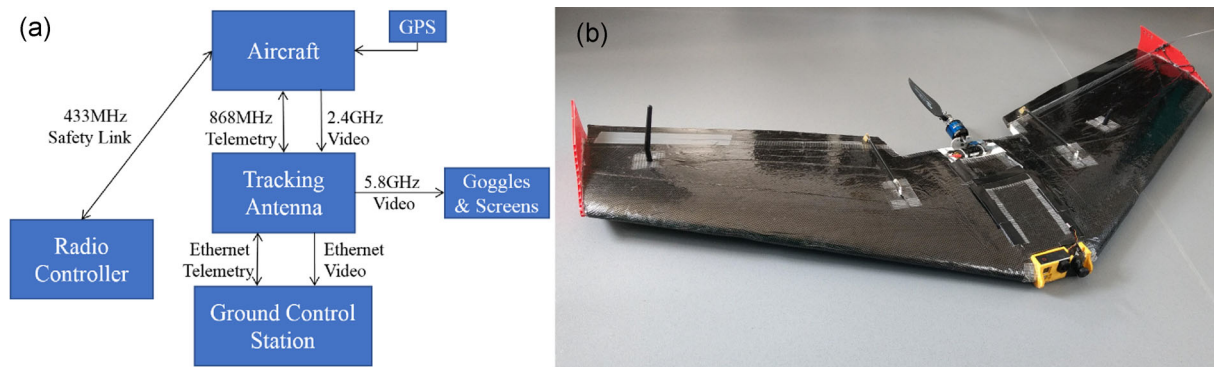 (a)
Aircraft
GPS
433MHz
Safety Link
868MHz
Telemetry
2.4GHz
Video
Tracking
Antenna
5.8GHz
Video
Goggles
& Screens
Radio
Controller
Ethernet
Telemetry
Ethernet
Video
Ground Control
Station
(b)